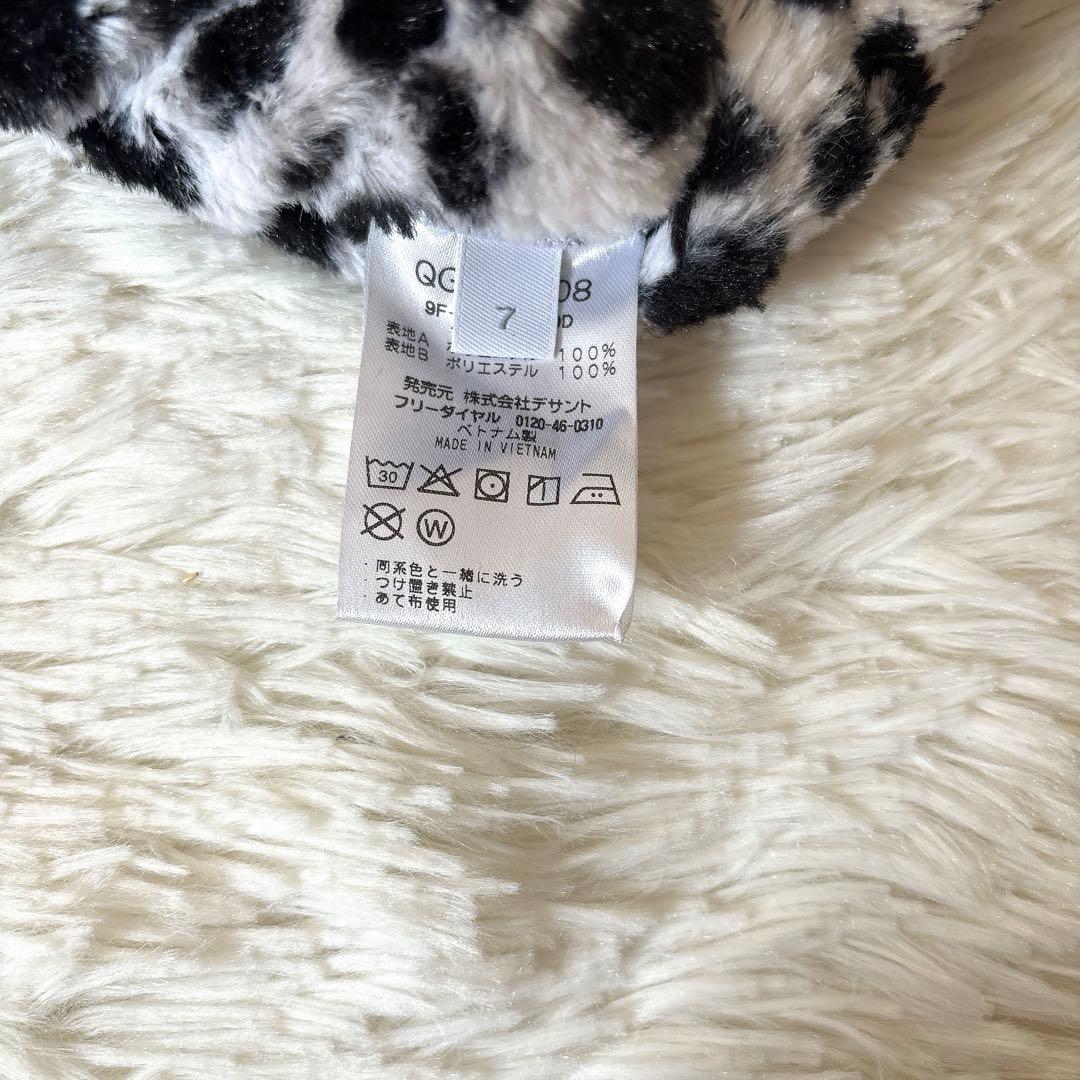 QG 08
7
9F- 0D
表地A 100%
表地B ポリエステル 100%
発売元 株式会社デサント
フリーダイヤル 0120-46-0310
ベトナム製
MADE IN VIETNAM
30
W
・同系色と一緒に洗う
・つけ置き禁止
・あて布使用